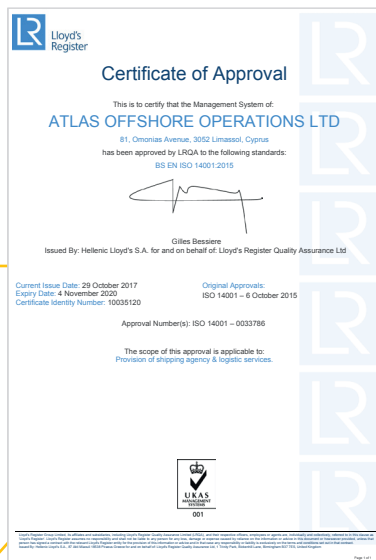 LR
Lloyd's
Register
Certificate of Approval
This is to certify that the Management System of:
ATLAS OFFSHORE OPERATIONS LTD
81, Omonias Avenue, 3052 Limassol, Cyprus
has been approved by LRQA to the following standards:
BS EN ISO 14001:2015
Gilles Bessiere
Issued By: Hellenic Lloyd's S.A. for and on behalf of: Lloyd's Register Quality Assurance Ltd
Current Issue Date: 29 October 2017
Expiry Date: 4 November 2020
Certificate Identity Number: 10035120
Original Approvals:
ISO 14001 – 6 October 2015
Approval Number(s): ISO 14001 – 0033786
The scope of this approval is applicable to:
Provision of shipping agency & logistic services.
UKAS
MANAGEMENT
SYSTEMS
001
Page 1 of 1